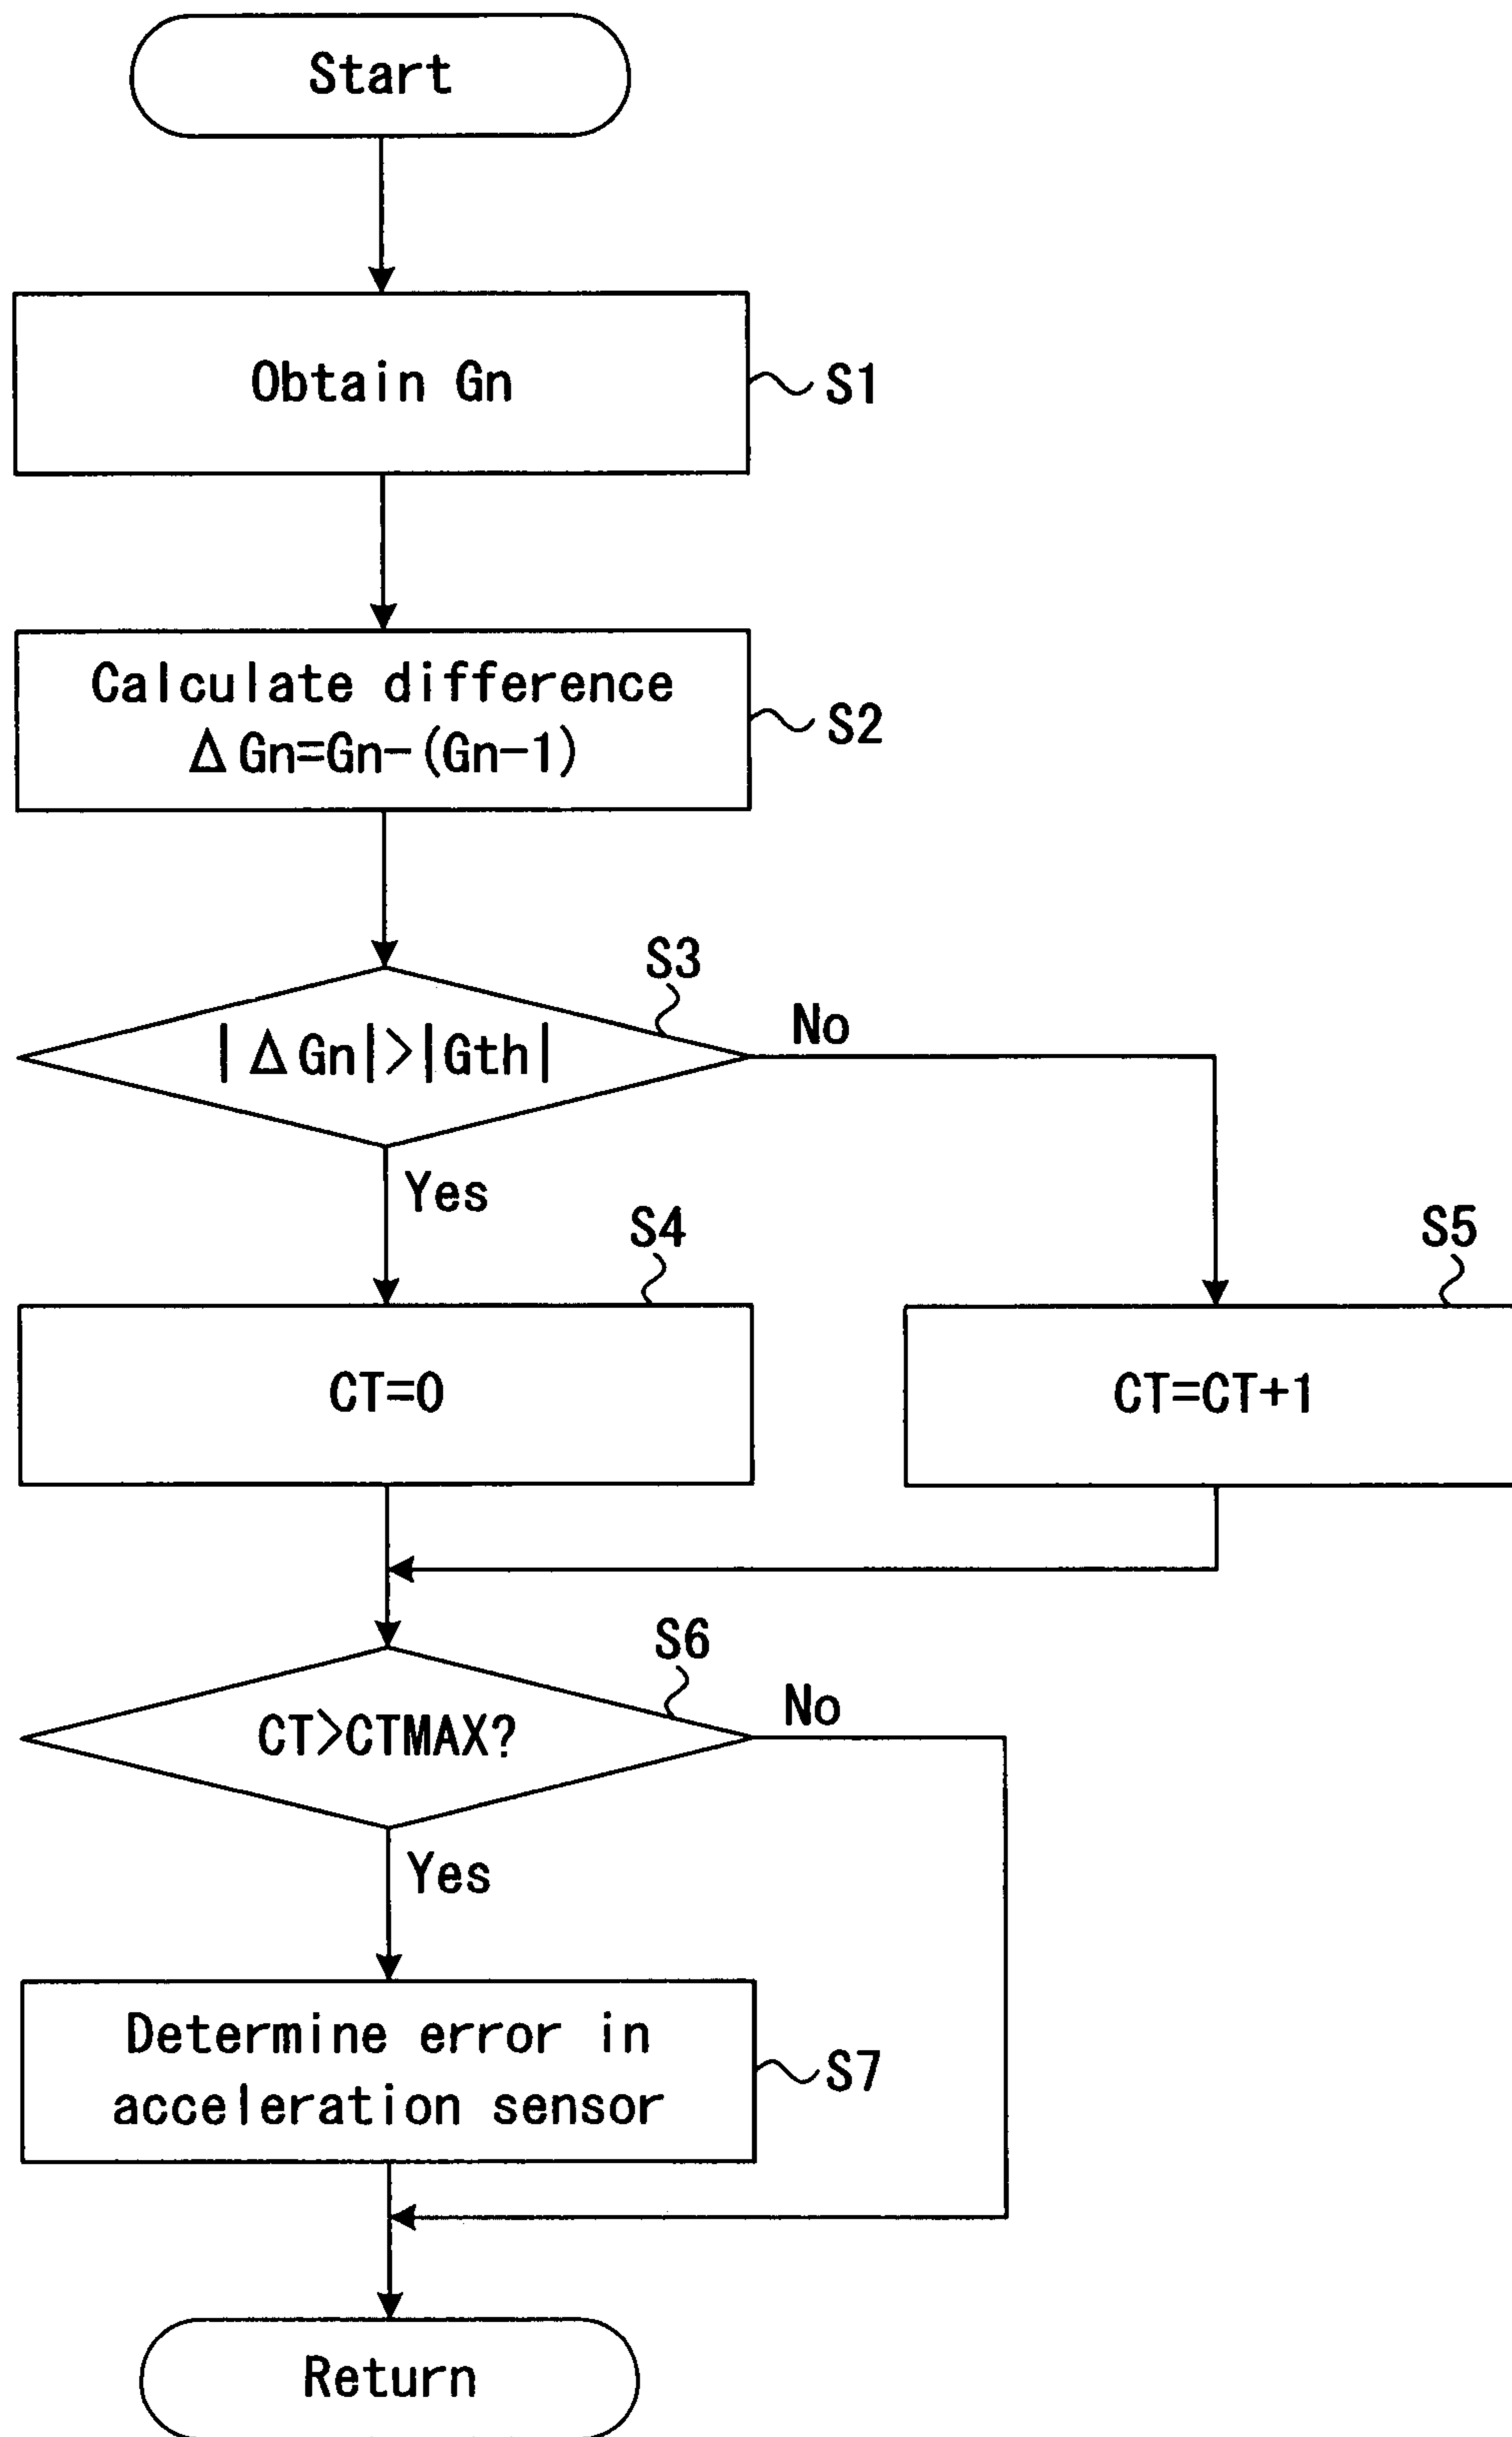 Start
Obtain Gn
S1
Calculate difference
ΔGn=Gn-(Gn-1)
S2
S3
|ΔGn|>|Gth|
No
Yes
S4
S5
CT=0
CT=CT+1
S6
CT>CTMAX?
No
Yes
Determine error in
acceleration sensor
S7
Return